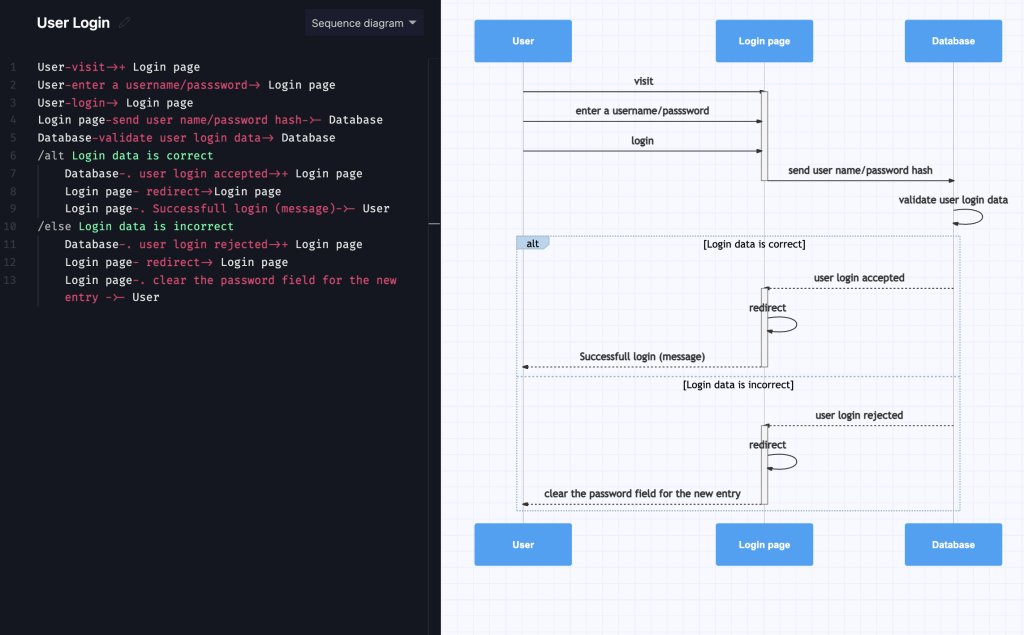 User Login
Sequence diagram
1 User-visit->+ Login page
2 User-enter a username/passsword-> Login page
3 User-login-> Login page
4 Login page-send user name/password hash->- Database
5 Database-validate user login data-> Database
6 /alt Login data is correct
7 Database-. user login accepted->+ Login page
8 Login page- redirect->Login page
9 Login page-. Successfull login (message)->- User
10 /else Login data is incorrect
11 Database-. user login rejected->+ Login page
12 Login page- redirect-> Login page
13 Login page-. clear the password field for the new
entry ->- User
User
Login page
Database
visit
enter a username/passsword
login
send user name/password hash
validate user login data
alt
[Login data is correct]
user login accepted
redirect
Successfull login (message)
[Login data is incorrect]
user login rejected
redirect
clear the password field for the new entry
User
Login page
Database